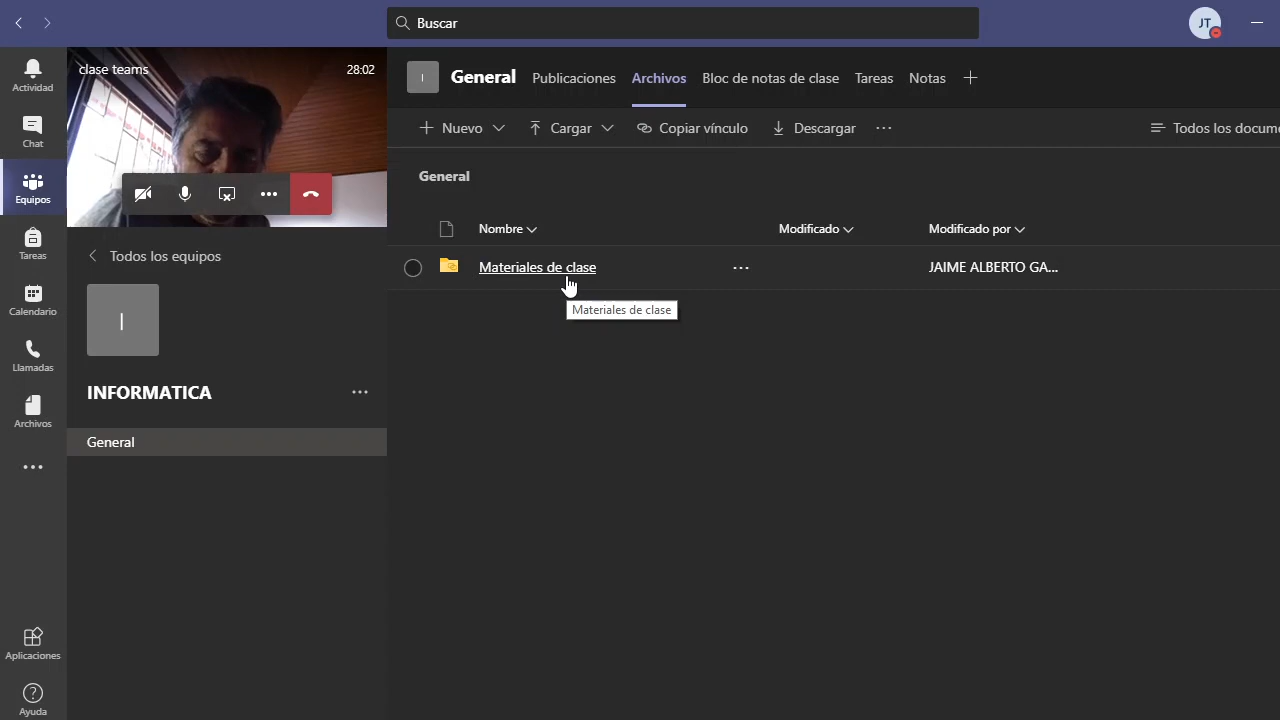 Buscar
JT
clase teams
28:02
Actividad
Chat
Equipos
Tareas
Calendario
Llamadas
Archivos
Aplicaciones
Ayuda
Todos los equipos
I
INFORMATICA
General
I
General
Publicaciones
Archivos
Bloc de notas de clase
Tareas
Notas
Nuevo
Cargar
Copiar vínculo
Descargar
Todos los docume
General
Nombre
Modificado
Modificado por
Materiales de clase
JAIME ALBERTO GA...
Materiales de clase